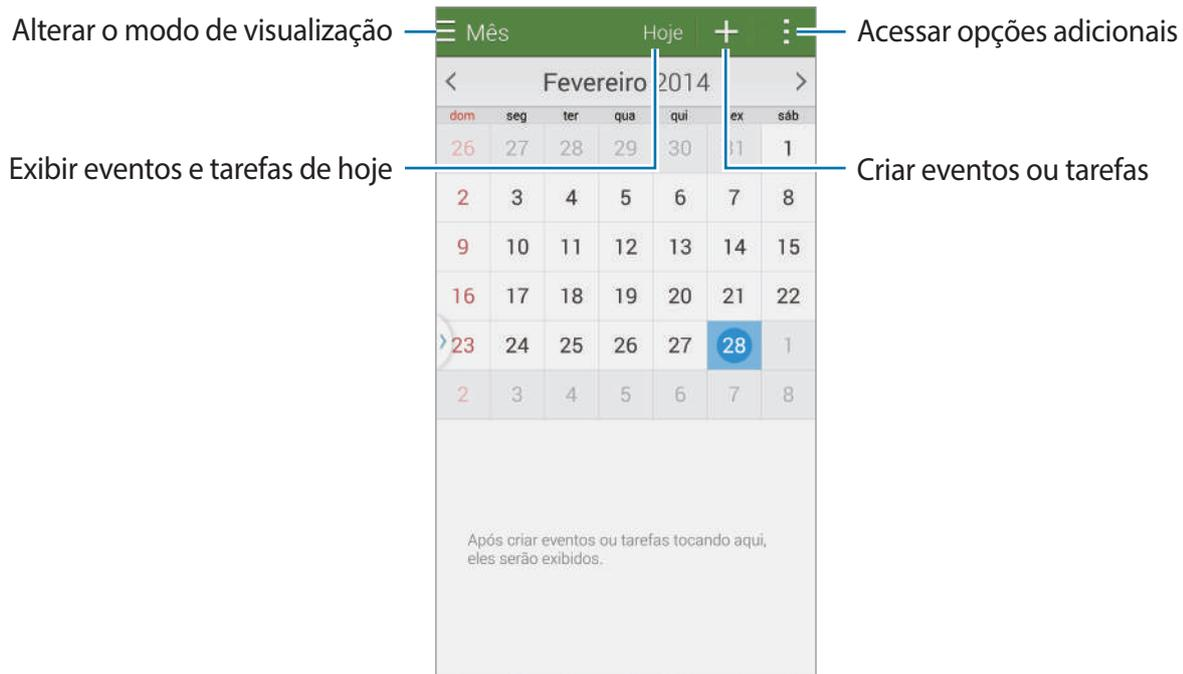 Alterar o modo de visualização
Mês Hoje
Acessar opções adicionais
Fevereiro 2014
dom seg ter qua qui sáb
26 27 28 29 30 31 1
Exibir eventos e tarefas de hoje
Criar eventos ou tarefas
2 3 4 5 6 7 8
9 10 11 12 13 14 15
16 17 18 19 20 21 22
23 24 25 26 27 28 1
2 3 4 5 6 7 8
Após criar eventos ou tarefas tocando aqui,
eles serão exibidos.